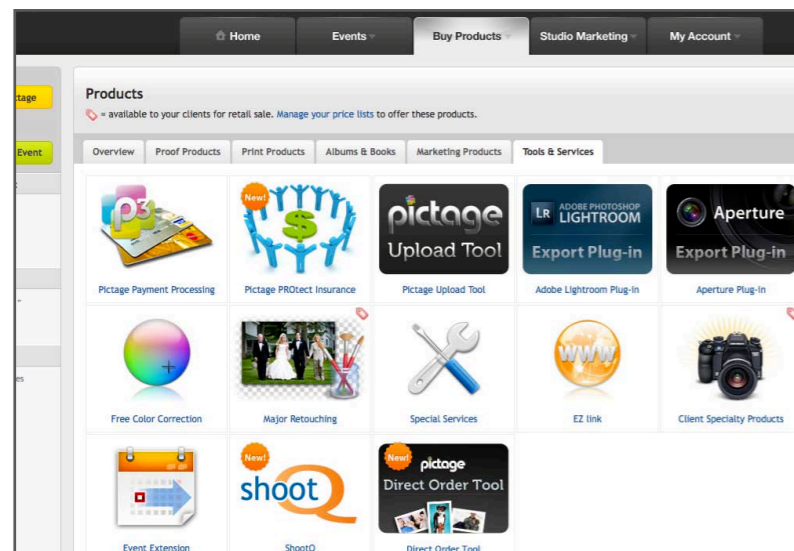 Home Events Buy Products Studio Marketing My Account
ctage
Event
Products
= available to your clients for retail sale. Manage your price lists to offer these products.
Overview Proof Products Print Products Albums & Books Marketing Products Tools & Services
p3
New!
$
pictage
Upload Tool
LR ADOBE PHOTOSHOP
LIGHTROOM
Export Plug-in
Aperture
Export Plug-in
Pictage Payment Processing Pictage PROtect Insurance Pictage Upload Tool Adobe Lightroom Plug-In Aperture Plug-In
www
es
Free Color Correction Major Retouching Special Services EZ link Client Specialty Products
New!
shootQ
New!
pictage
Direct Order Tool
Event Extension ShootQ Direct Order Tool